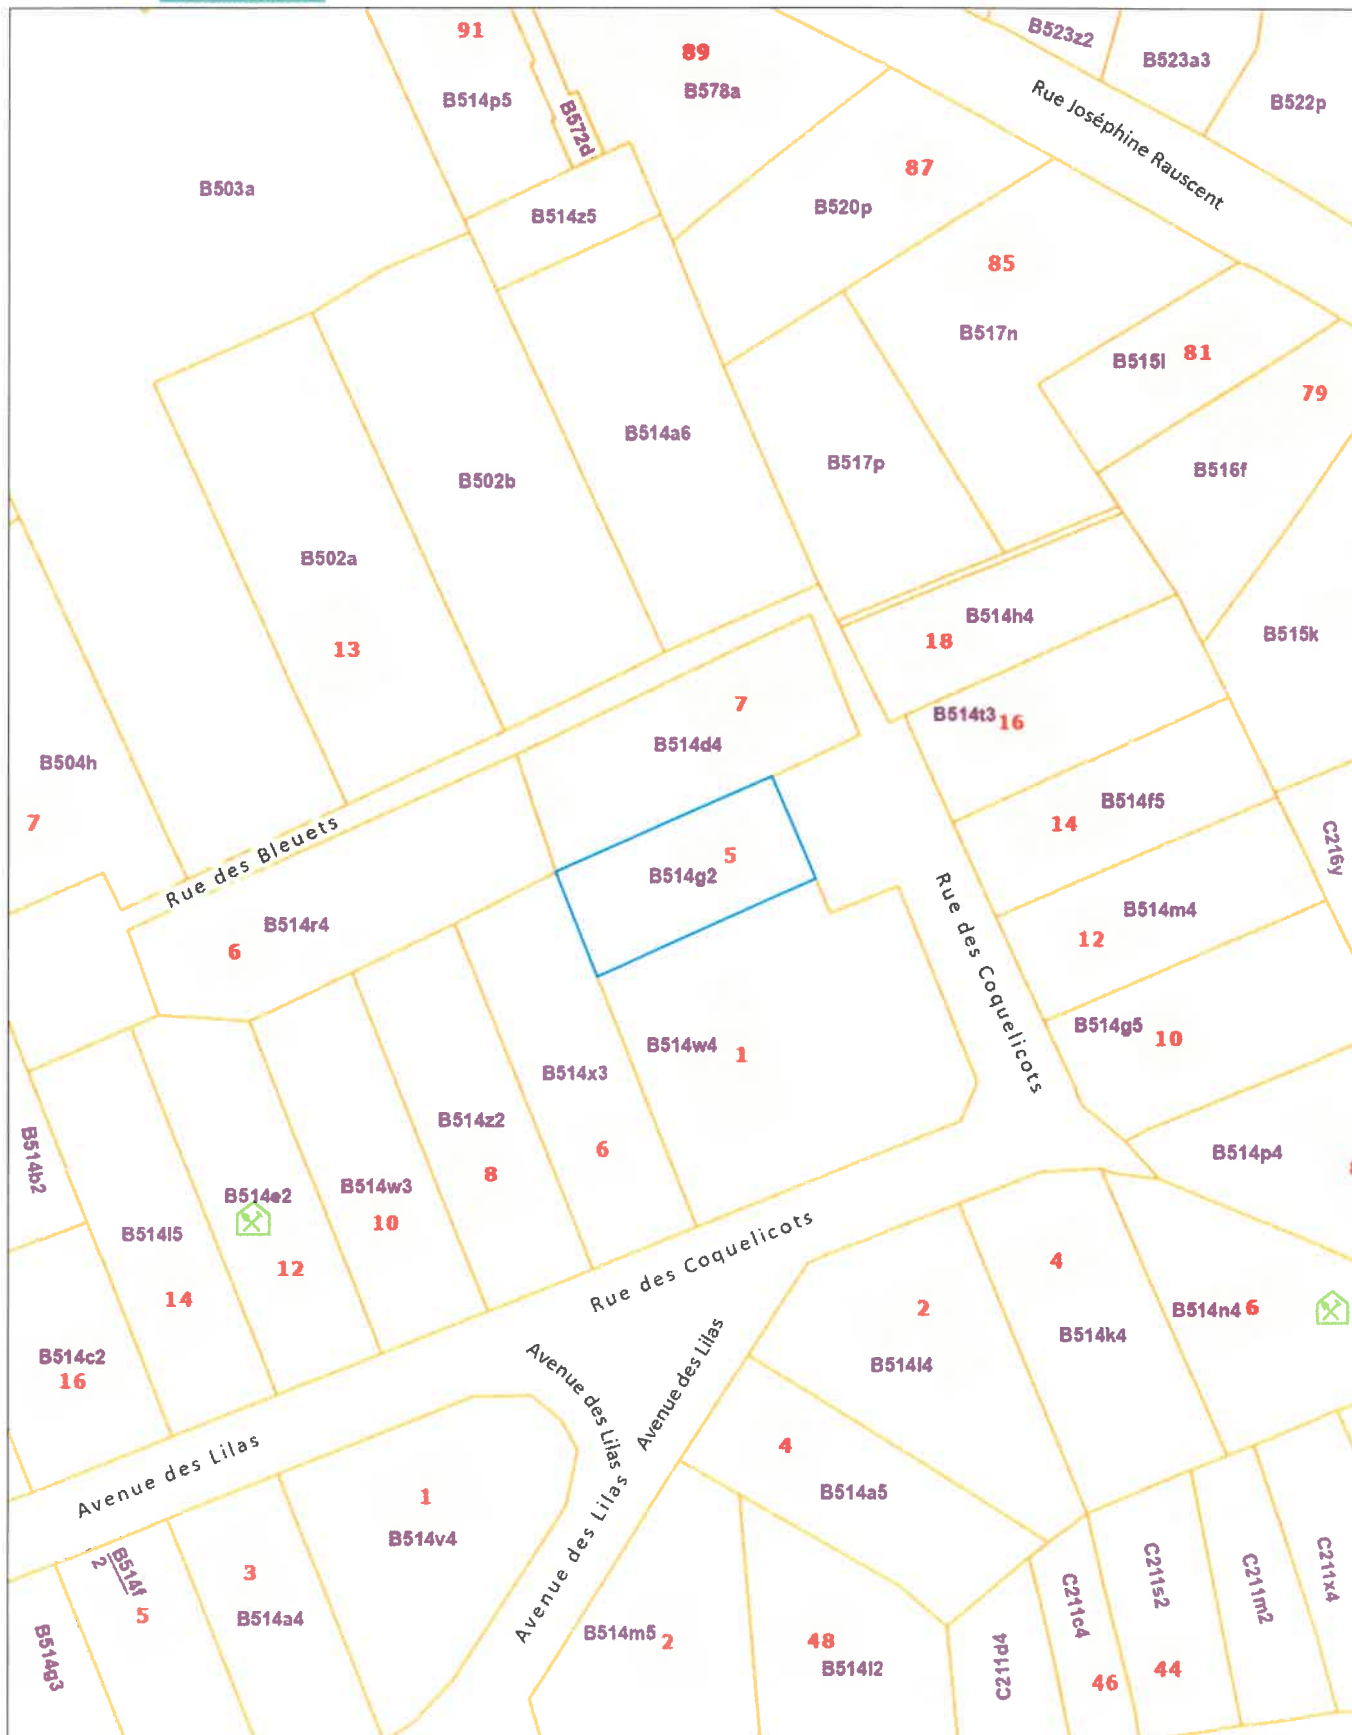 91
89
B523z2
B523a3
B514p5
B578a
B522p
B572d
Rue Joséphine Rauscent
87
B503a
B520p
B514z5
85
B517n
81
B515l
79
B514a6
B517p
B516f
B502b
B502a
B514h4
18
B515k
13
7
B514t3 16
B514d4
B504h
B514f5
14
7
Rue des Bleuets
C216y
5
B514g2
Rue des Coquelicots
B514m4
12
B514r4
6
B514g5
10
B514w4
1
B514x3
B514z2
6
B514b2
B514p4
8
B514w3
B514e2
10
B514l5
12
Rue des Coquelicots
4
14
2
B514n4 6
B514k4
Avenue des Lilas
Avenue des Lilas
B514c2
16
B514l4
Avenue des Lilas
4
B514a5
1
B514v4
Avenue des Lilas
B514f
2
3
5
B514a4
C211c4
C211s2
C211m2
C211x4
B514g3
B514m5 2
48
B514l2
C211d4
46
44